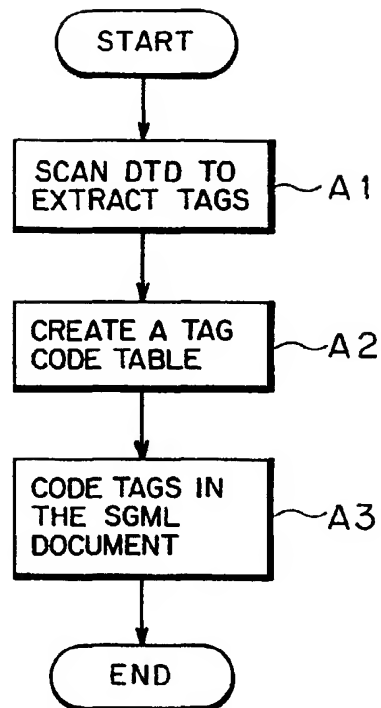 START
SCAN DTD TO
EXTRACT TAGS
A1
CREATE A TAG
CODE TABLE
A2
CODE TAGS IN
THE SGML
DOCUMENT
A3
END